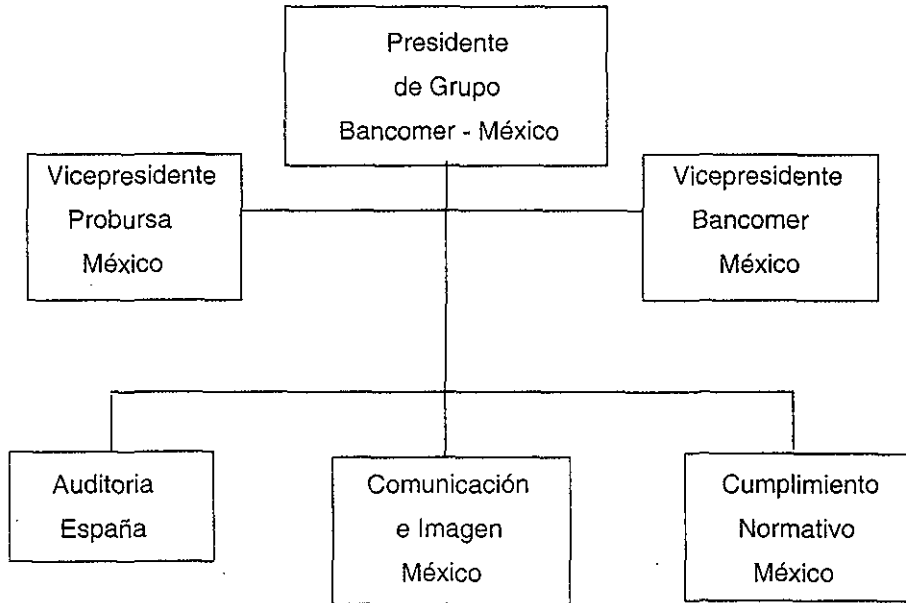 Presidente
de Grupo
Bancomer - México
Vicepresidente
Probursa
México
Vicepresidente
Bancomer
México
Auditoria
España
Comunicación
e Imagen
México
Cumplimiento
Normativo
México